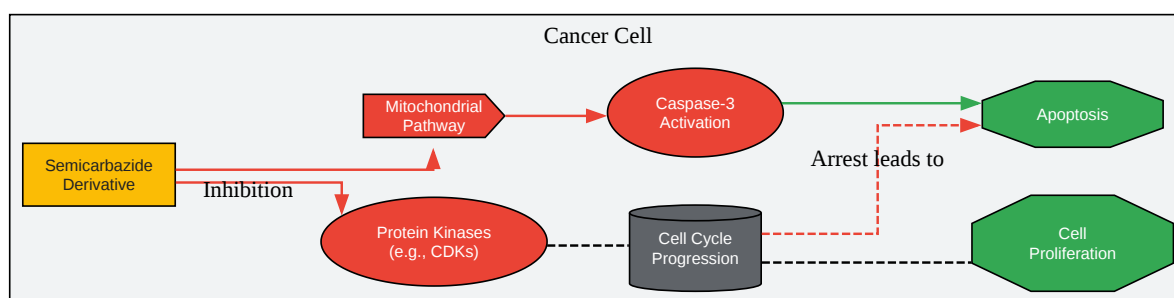 Cancer Cell
Mitochondrial
Pathway
Caspase-3
Activation
Apoptosis
Semicarbazide
Derivative
Inhibition
Arrest leads to
Protein Kinases
(e.g., CDKs)
Cell Cycle
Progression
Cell
Proliferation